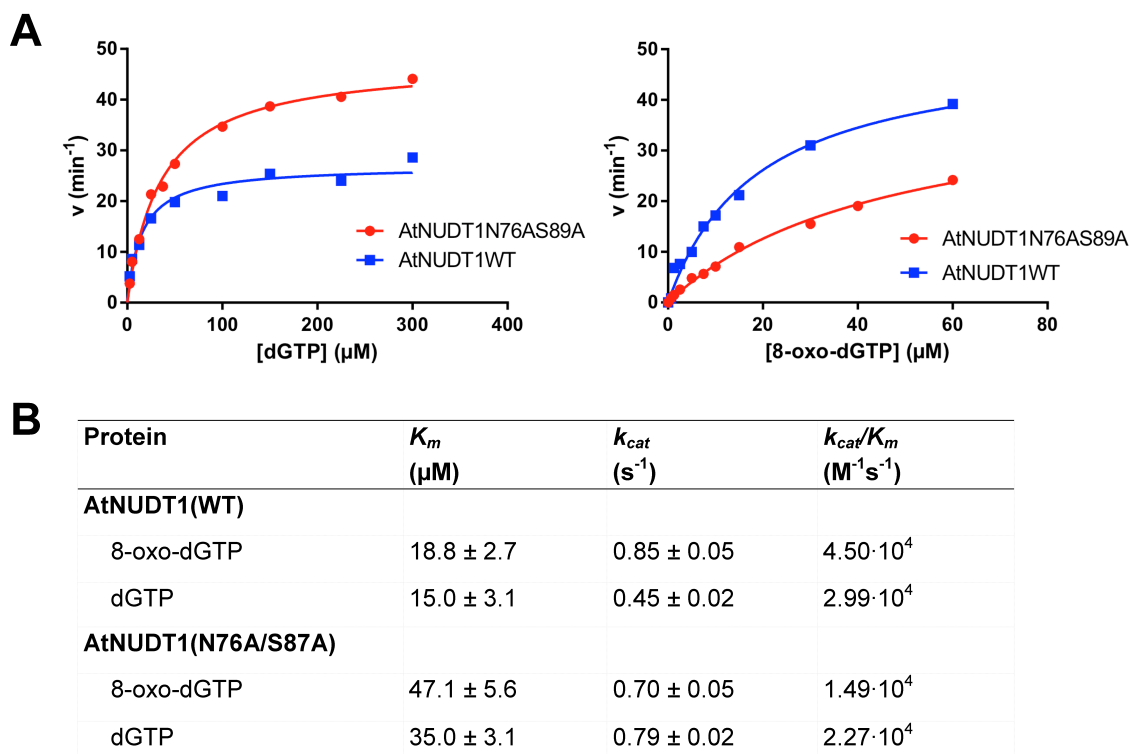 A
50
40
30
20
10
0
v (min⁻¹)
0 100 200 300 400
[dGTP] (µM)
AtNUDT1N76AS89A
AtNUDT1WT
50
40
30
20
10
0
v (min⁻¹)
0 20 40 60 80
[8-oxo-dGTP] (µM)
AtNUDT1N76AS89A
AtNUDT1WT
B
Protein Kₘ k_cat k_cat/Kₘ
(µM) (s⁻¹) (M⁻¹s⁻¹)
AtNUDT1(WT)
8-oxo-dGTP 18.8 ± 2.7 0.85 ± 0.05 4.50·10⁴
dGTP 15.0 ± 3.1 0.45 ± 0.02 2.99·10⁴
AtNUDT1(N76A/S87A)
8-oxo-dGTP 47.1 ± 5.6 0.70 ± 0.05 1.49·10⁴
dGTP 35.0 ± 3.1 0.79 ± 0.02 2.27·10⁴